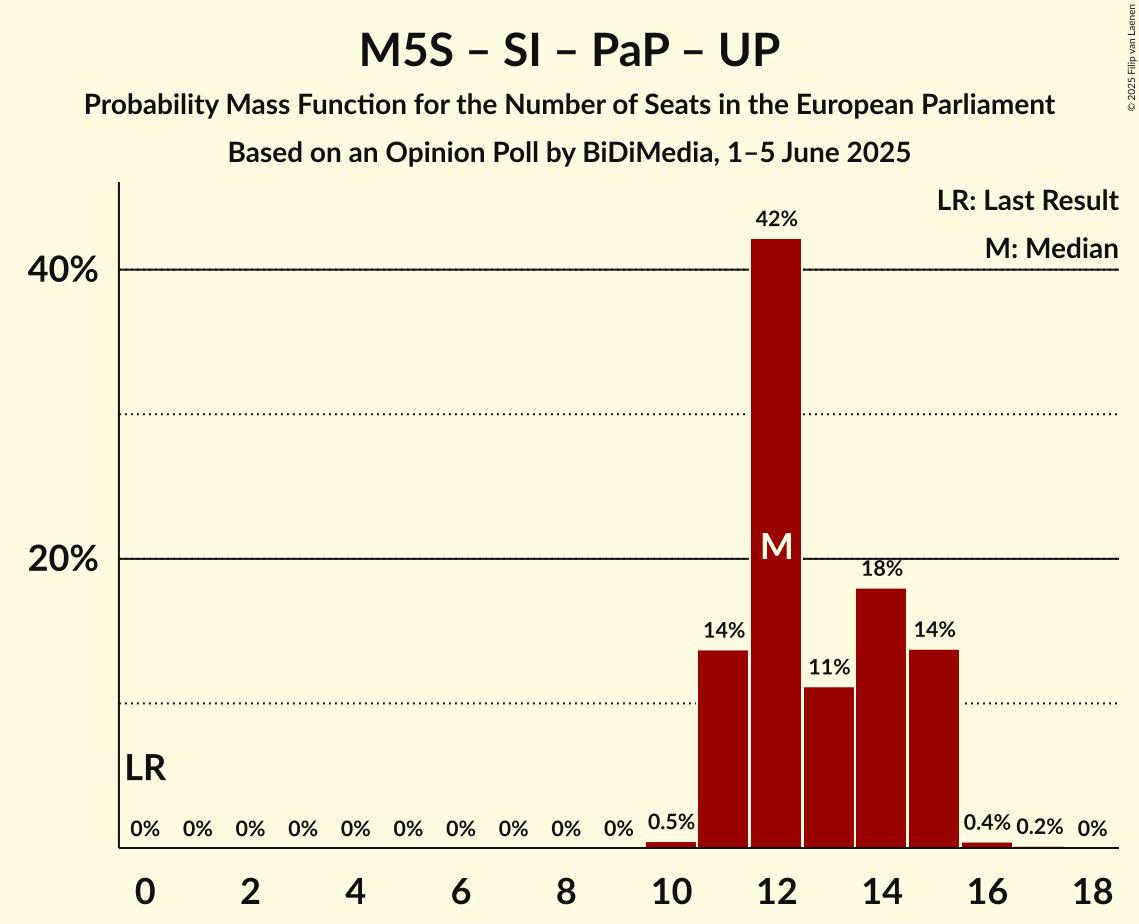 M5S – SI – PaP – UP
Probability Mass Function for the Number of Seats in the European Parliament
Based on an Opinion Poll by BiDiMedia, 1–5 June 2025
© 2025 Filip van Laenen
LR: Last Result
M: Median
40%
20%
42%
M
18%
14%
14%
11%
LR
0% 0% 0% 0% 0% 0% 0% 0% 0% 0% 0.5% 0.4% 0.2% 0%
0 2 4 6 8 10 12 14 16 18